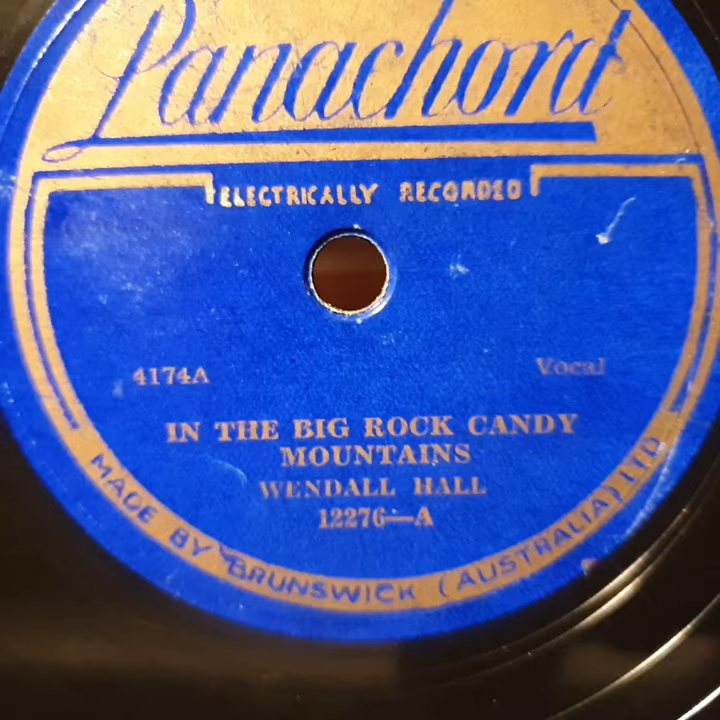 Panachord
ELECTRICALLY RECORDED
4174A
Vocal
IN THE BIG ROCK CANDY
MOUNTAINS
WENDALL HALL
12276—A
MADE BY BRUNSWICK (AUSTRALIA) LTD